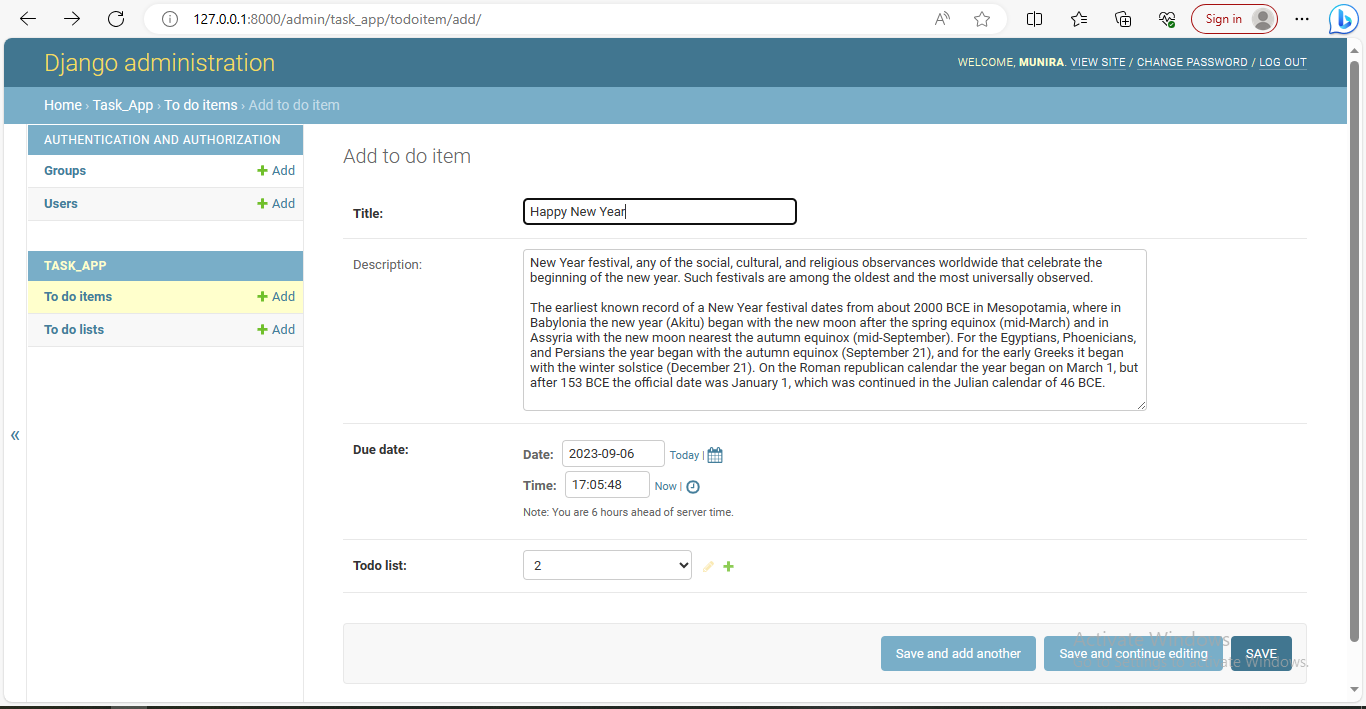 127.0.0.1:8000/admin/task_app/todoitem/add/
Sign in
Django administration
WELCOME, MUNIRA. VIEW SITE / CHANGE PASSWORD / LOG OUT
Home › Task_App › To do items › Add to do item
AUTHENTICATION AND AUTHORIZATION
Groups + Add
Users + Add
TASK_APP
To do items + Add
To do lists + Add
«
Add to do item
Title: Happy New Year
Description:
New Year festival, any of the social, cultural, and religious observances worldwide that celebrate the
beginning of the new year. Such festivals are among the oldest and the most universally observed.
The earliest known record of a New Year festival dates from about 2000 BCE in Mesopotamia, where in
Babylonia the new year (Akitu) began with the new moon after the spring equinox (mid-March) and in
Assyria with the new moon nearest the autumn equinox (mid-September). For the Egyptians, Phoenicians,
and Persians the year began with the autumn equinox (September 21), and for the early Greeks it began
with the winter solstice (December 21). On the Roman republican calendar the year began on March 1, but
after 153 BCE the official date was January 1, which was continued in the Julian calendar of 46 BCE.
Due date:
Date: 2023-09-06 Today |
Time: 17:05:48 Now |
Note: You are 6 hours ahead of server time.
Todo list: 2
Save and add another
Save and continue editing
SAVE
Activate Windows
Windows.